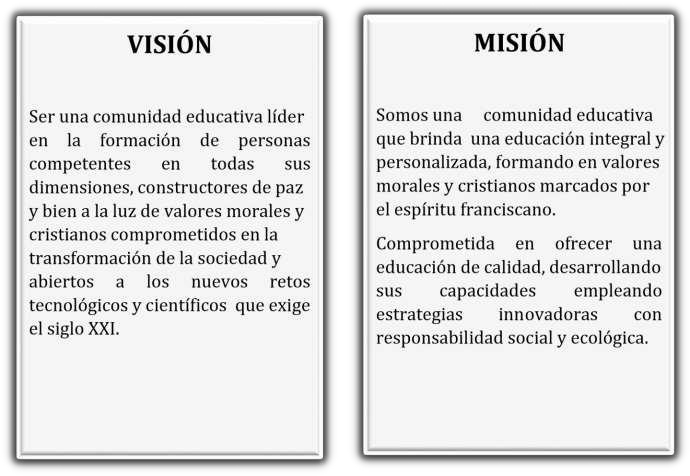 VISIÓN
Ser una comunidad educativa líder
en la formación de personas
competentes en todas sus
dimensiones, constructores de paz
y bien a la luz de valores morales y
cristianos comprometidos en la
transformación de la sociedad y
abiertos a los nuevos retos
tecnológicos y científicos que exige
el siglo XXI.
MISIÓN
Somos una comunidad educativa
que brinda una educación integral y
personalizada, formando en valores
morales y cristianos marcados por
el espíritu franciscano.
Comprometida en ofrecer una
educación de calidad, desarrollando
sus capacidades empleando
estrategias innovadoras con
responsabilidad social y ecológica.